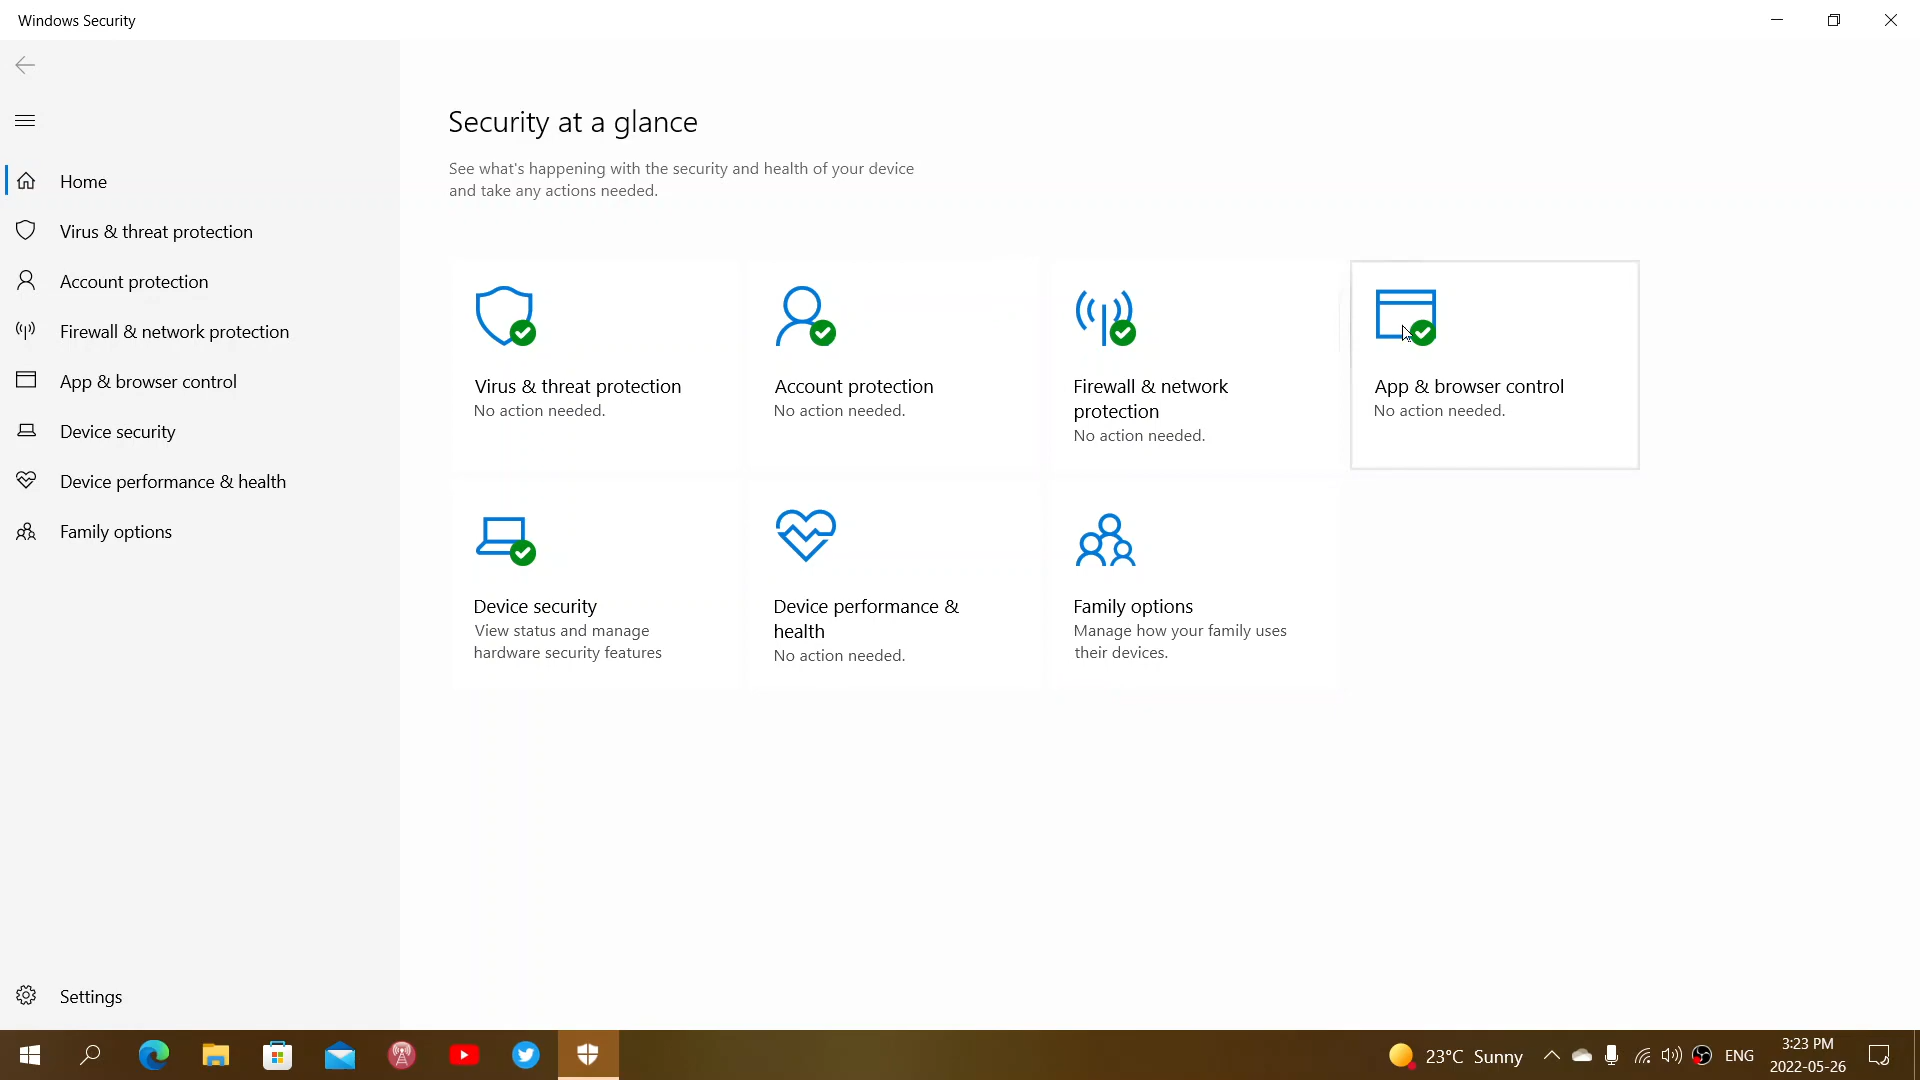 Windows Security
Home
Virus & threat protection
Account protection
Firewall & network protection
App & browser control
Device security
Device performance & health
Family options
Settings
Security at a glance
See what's happening with the security and health of your device
and take any actions needed.
Virus & threat protection
No action needed.
Account protection
No action needed.
Firewall & network
protection
No action needed.
App & browser control
No action needed.
Device security
View status and manage
hardware security features
Device performance &
health
No action needed.
Family options
Manage how your family uses
their devices.
23°C Sunny
ENG
3:23 PM
2022-05-26